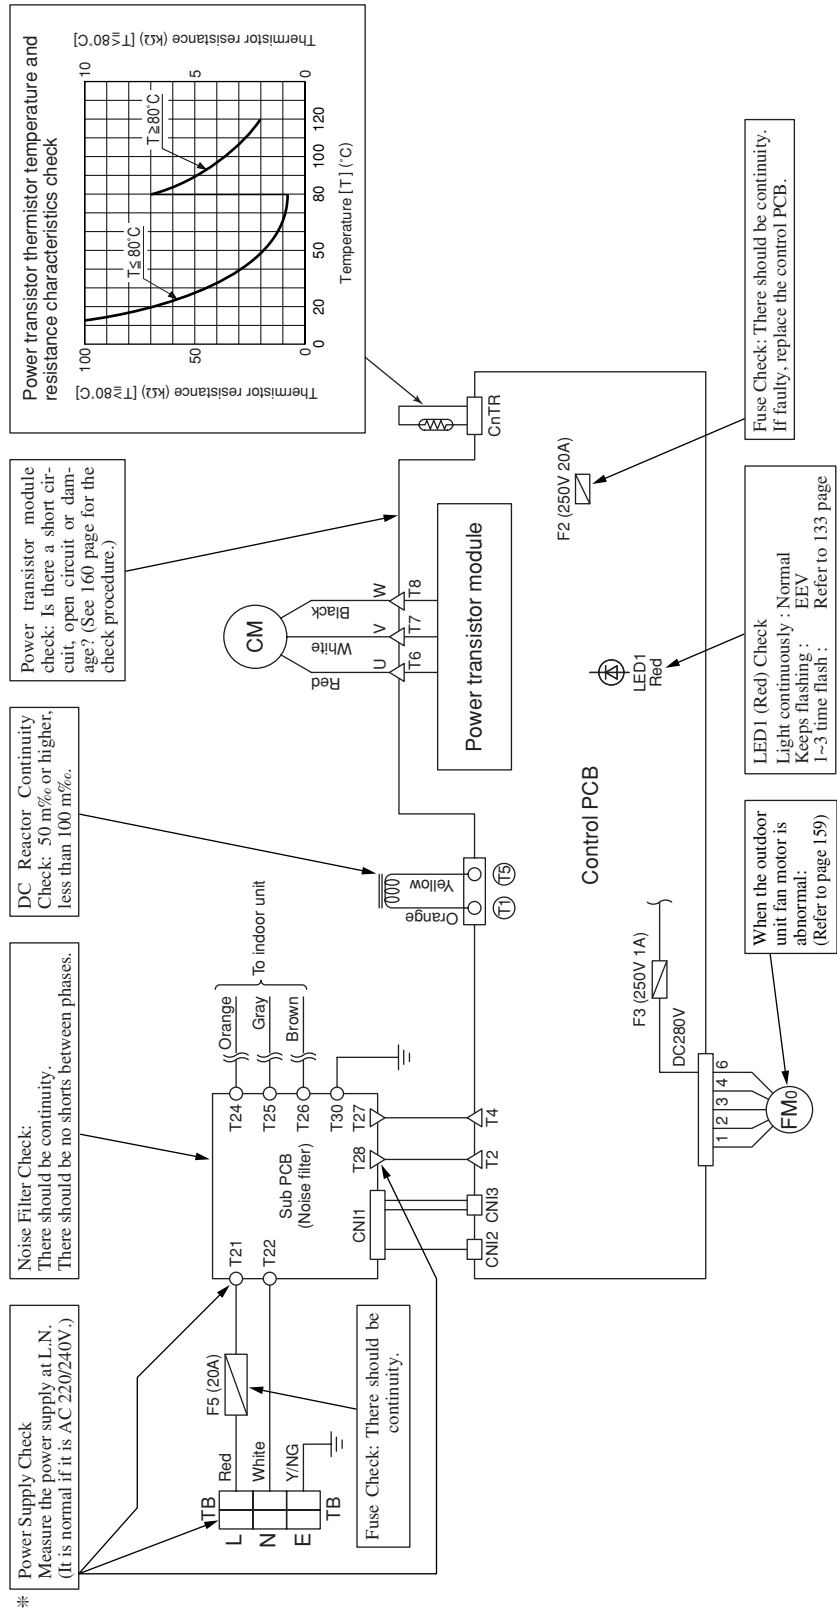 ※ Power Supply Check
Measure the power supply at L.N.
(It is normal if it is AC 220/240V.)
Noise Filter Check:
There should be continuity.
There should be no shorts between phases.
DC Reactor Continuity
Check: 50 m‰ or higher,
less than 100 m‰.
Power transistor module
check: Is there a short cir-
cuit, open circuit or dam-
age? (See 160 page for the
check procedure.)
Power transistor thermistor temperature and
resistance characteristics check
Thermistor resistance (kΩ) [T≧80°C]
100
50
0
T≦80°C
T≧80°C
10
5
0
Thermistor resistance (kΩ) [T≦80°C]
0
20
50
80
100
120
Temperature [T] (°C)
TB
L
N
E
TB
Red
White
Y/NG
F5 (20A)
Fuse Check: There should be
continuity.
T21
T22
Sub PCB
(Noise filter)
T24
T25
T26
T30
T27
T28
CNI1
Orange
Gray
Brown
To indoor unit
CNI2
CNI3
T2
T4
Orange
Yellow
T1
T5
CM
Red
White
Black
U
V
W
T6
T7
T8
Power transistor module
CnTR
Control PCB
F3 (250V 1A)
DC280V
LED1
Red
F2 (250V 20A)
1
2
3
4
6
FMo
When the outdoor
unit fan motor is
abnormal:
(Refer to page 159)
LED1 (Red) Check
Light continuously : Normal
Keeps flashing : EEV
1~3 time flash : Refer to 133 page
Fuse Check: There should be continuity.
If faulty, replace the control PCB.